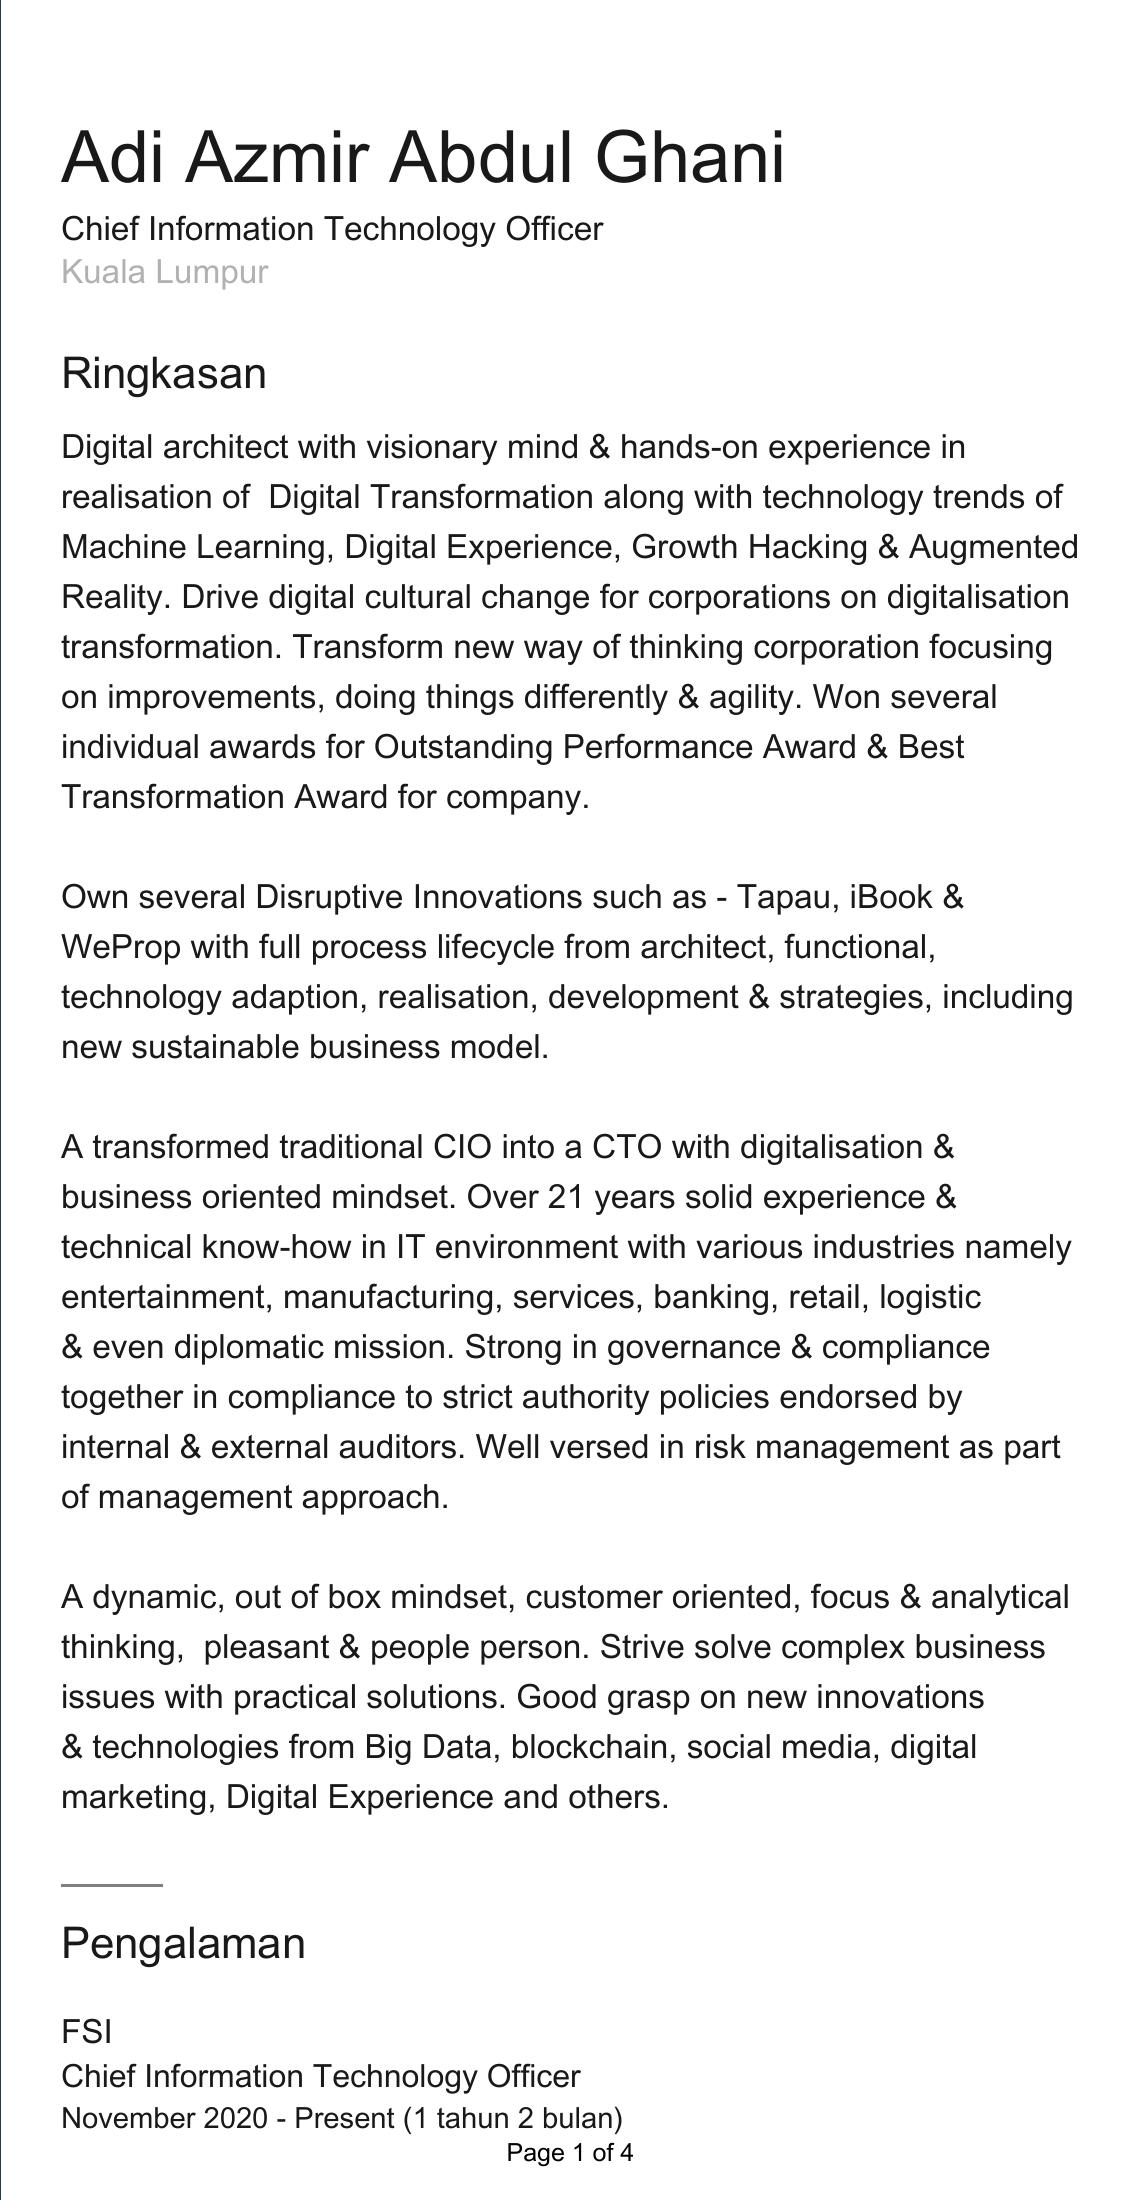 Adi Azmir Abdul Ghani
Chief Information Technology Officer
Kuala Lumpur
Ringkasan
Digital architect with visionary mind & hands-on experience in
realisation of  Digital Transformation along with technology trends of
Machine Learning, Digital Experience, Growth Hacking & Augmented
Reality. Drive digital cultural change for corporations on digitalisation
transformation. Transform new way of thinking corporation focusing
on improvements, doing things differently & agility. Won several
individual awards for Outstanding Performance Award & Best
Transformation Award for company.
Own several Disruptive Innovations such as - Tapau, iBook &
WeProp with full process lifecycle from architect, functional,
technology adaption, realisation, development & strategies, including
new sustainable business model.
A transformed traditional CIO into a CTO with digitalisation &
business oriented mindset. Over 21 years solid experience &
technical know-how in IT environment with various industries namely
entertainment, manufacturing, services, banking, retail, logistic
& even diplomatic mission. Strong in governance & compliance
together in compliance to strict authority policies endorsed by
internal & external auditors. Well versed in risk management as part
of management approach.
A dynamic, out of box mindset, customer oriented, focus & analytical
thinking,  pleasant & people person. Strive solve complex business
issues with practical solutions. Good grasp on new innovations
& technologies from Big Data, blockchain, social media, digital
marketing, Digital Experience and others.
Pengalaman
FSI
Chief Information Technology Officer
November 2020 - Present (1 tahun 2 bulan)
Page 1 of 4